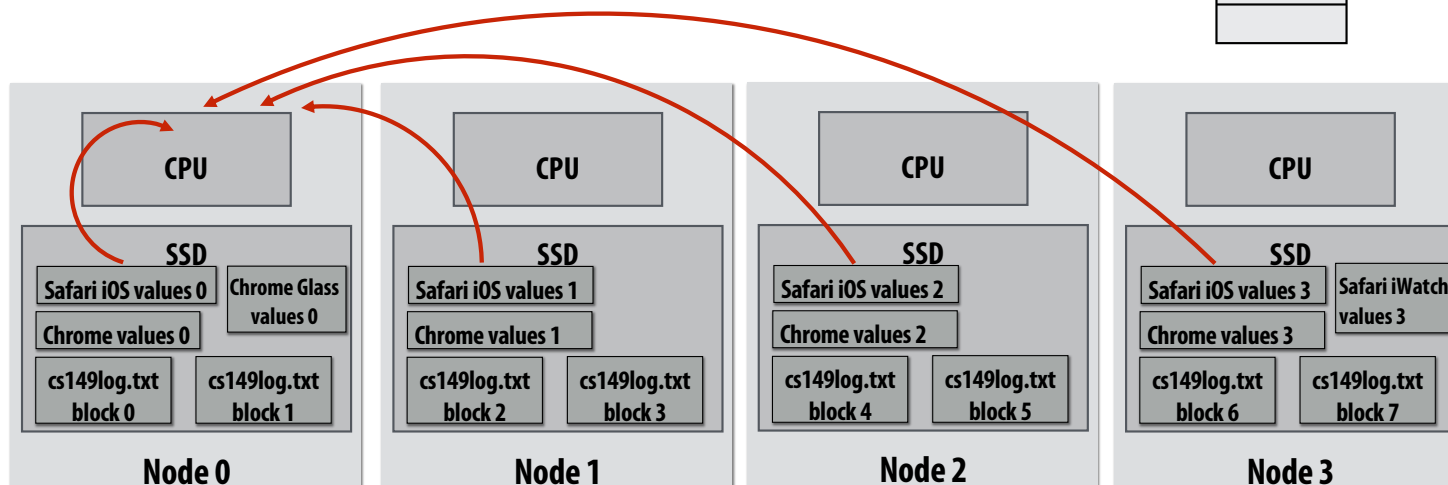 CPU
SSD
Safari iOS values 0
Chrome Glass
values 0
Chrome values 0
cs149log.txt
block 0
cs149log.txt
block 1
Node 0
CPU
SSD
Safari iOS values 1
Chrome values 1
cs149log.txt
block 2
cs149log.txt
block 3
Node 1
CPU
SSD
Safari iOS values 2
Chrome values 2
cs149log.txt
block 4
cs149log.txt
block 5
Node 2
CPU
SSD
Safari iOS values 3
Safari iWatch
values 3
Chrome values 3
cs149log.txt
block 6
cs149log.txt
block 7
Node 3